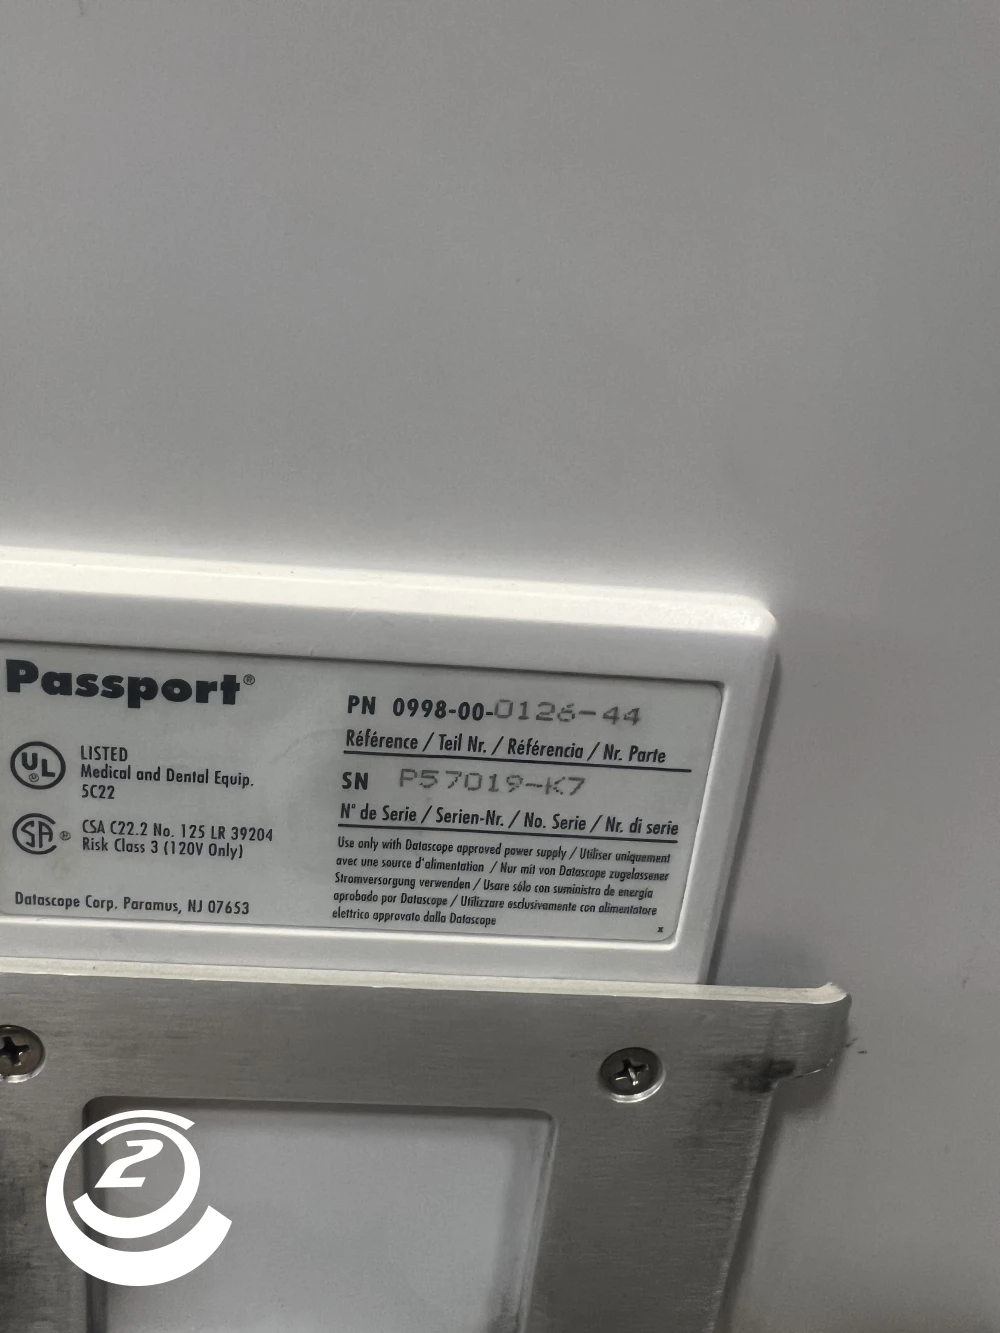 Passport®
UL®
LISTED
Medical and Dental Equip.
5C22
SA®
CSA C22.2 No. 125 LR 39204
Risk Class 3 (120V Only)
Datascope Corp. Paramus, NJ 07653
PN 0998-00-0126-44
Référence / Teil Nr. / Référencia / Nr. Parte
SN P57019-K7
N° de Serie / Serien-Nr. / No. Serie / Nr. di serie
Use only with Datascope approved power supply / Utiliser uniquement
avec une source d'alimentation / Nur mit von Datascope zugelassener
Stromversorgung verwenden / Usare sólo con suministro de energía
aprobado por Datascope / Utilizzare esclusivamente con alimentatore
elettrico approvato dalla Datascope
x
2